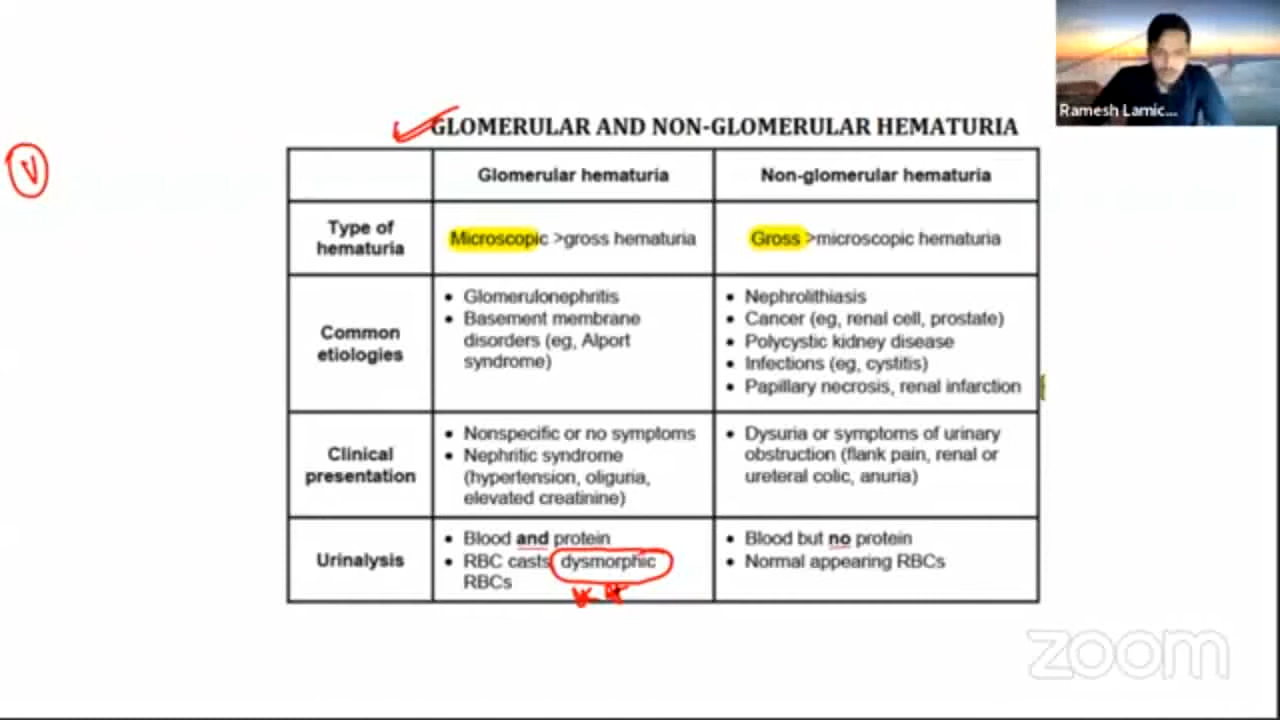 Ramesh Lamic...
GLOMERULAR AND NON-GLOMERULAR HEMATURIA
V
Glomerular hematuria
Non-glomerular hematuria
Type of
hematuria
Microscopic >gross hematuria
Gross >microscopic hematuria
Common
etiologies
• Glomerulonephritis
• Basement membrane
disorders (eg, Alport
syndrome)
• Nephrolithiasis
• Cancer (eg, renal cell, prostate)
• Polycystic kidney disease
• Infections (eg, cystitis)
• Papillary necrosis, renal infarction
Clinical
presentation
• Nonspecific or no symptoms
• Nephritic syndrome
(hypertension, oliguria,
elevated creatinine)
• Dysuria or symptoms of urinary
obstruction (flank pain, renal or
ureteral colic, anuria)
Urinalysis
• Blood and protein
• RBC casts, dysmorphic
RBCs
• Blood but no protein
• Normal appearing RBCs
zoom